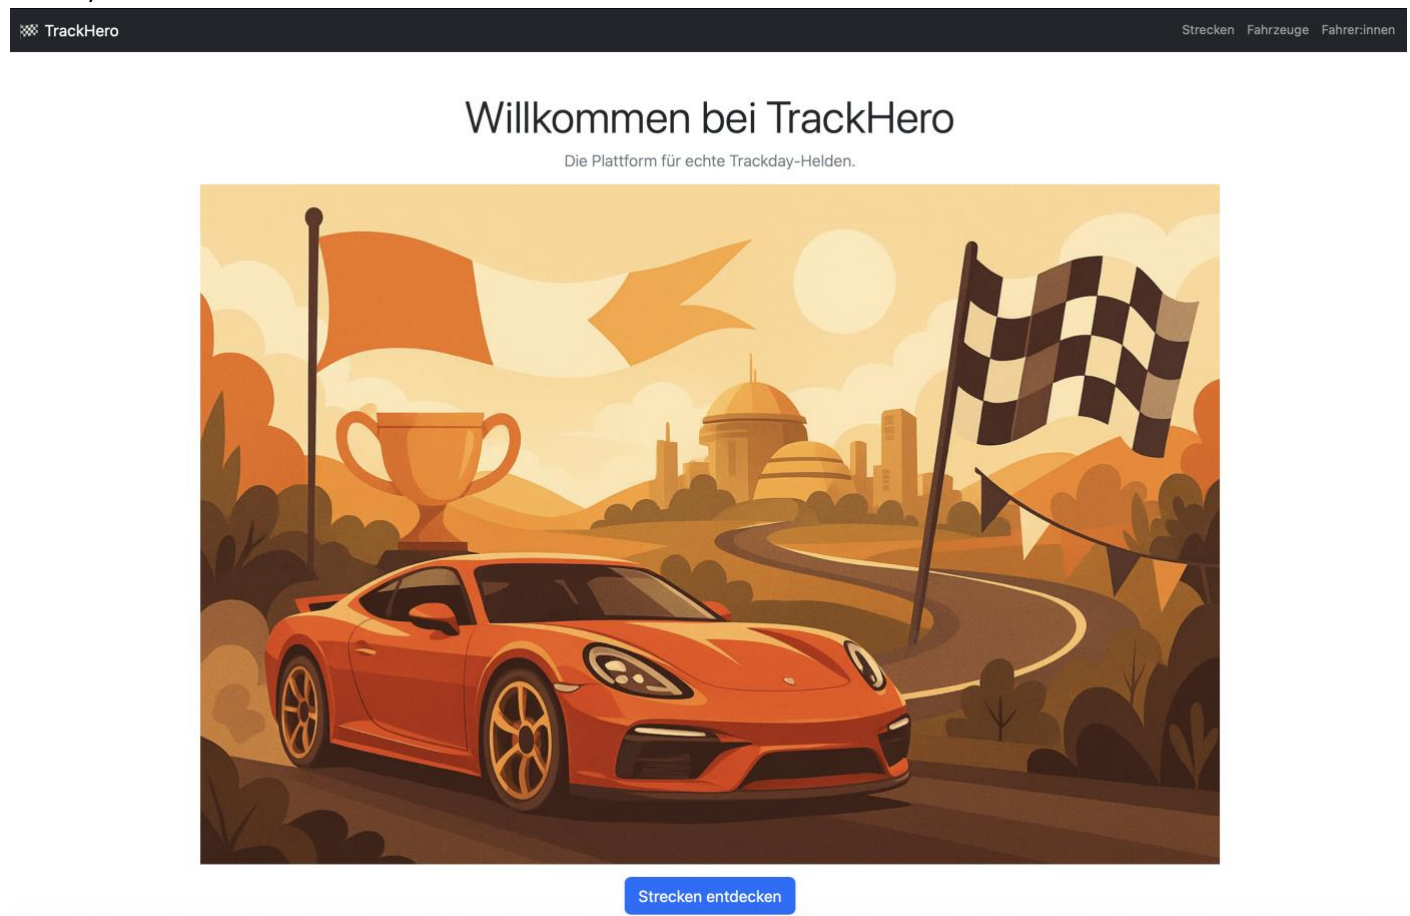 TrackHero
Strecken Fahrzeuge Fahrer:innen
Willkommen bei TrackHero
Die Plattform für echte Trackday-Helden.
Strecken entdecken